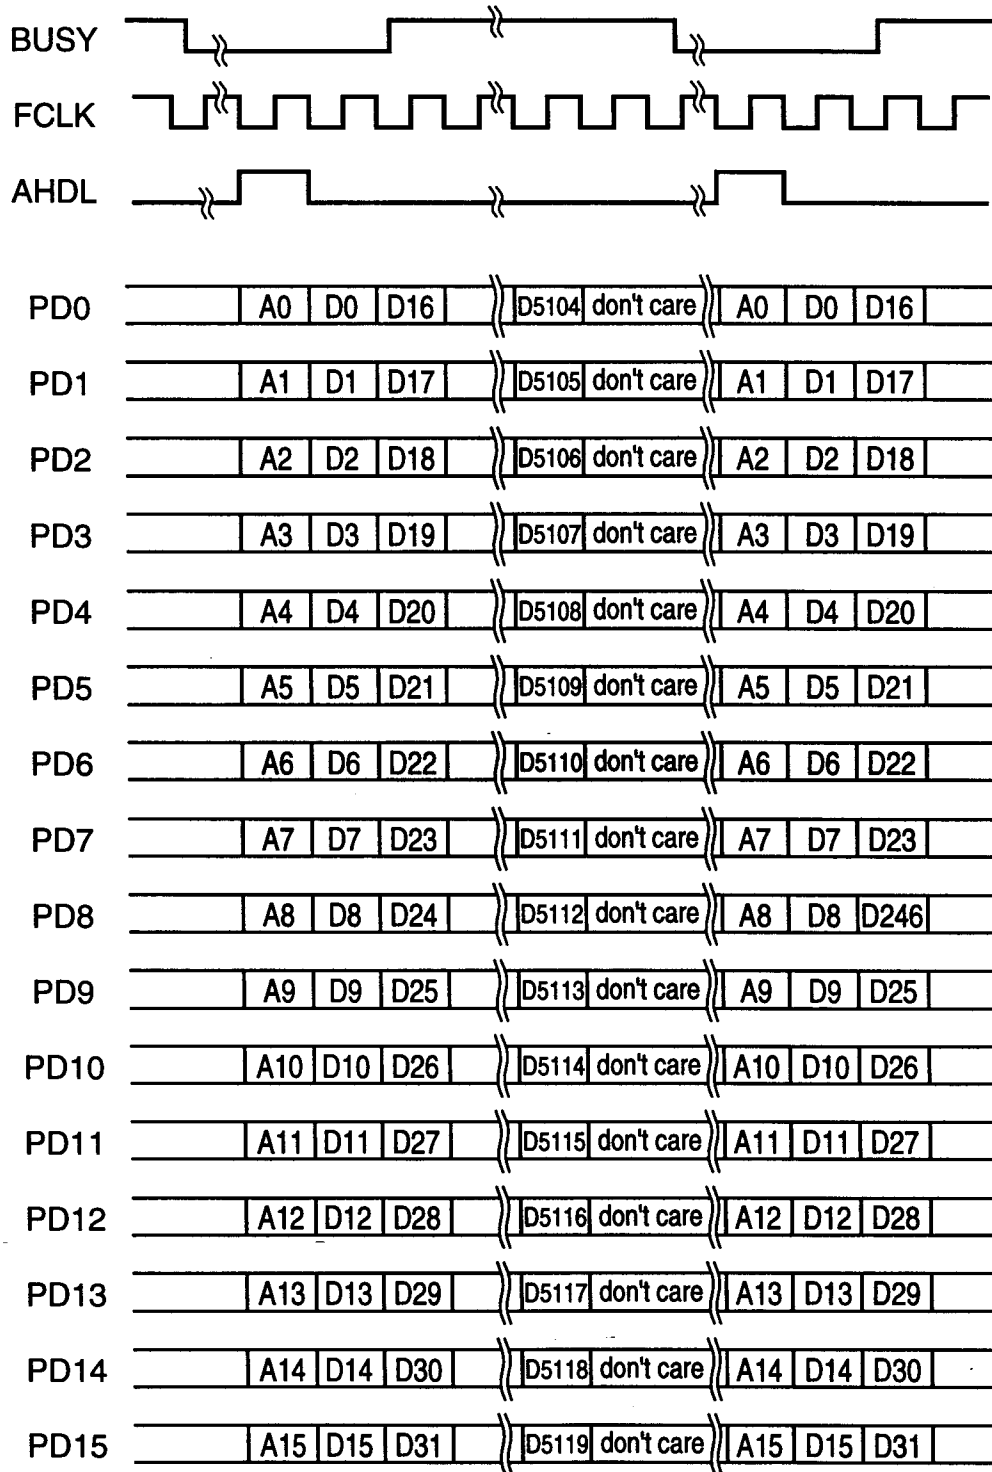 BUSY
FCLK
AHDL
PD0 A0 D0 D16 D5104 don't care A0 D0 D16
PD1 A1 D1 D17 D5105 don't care A1 D1 D17
PD2 A2 D2 D18 D5106 don't care A2 D2 D18
PD3 A3 D3 D19 D5107 don't care A3 D3 D19
PD4 A4 D4 D20 D5108 don't care A4 D4 D20
PD5 A5 D5 D21 D5109 don't care A5 D5 D21
PD6 A6 D6 D22 D5110 don't care A6 D6 D22
PD7 A7 D7 D23 D5111 don't care A7 D7 D23
PD8 A8 D8 D24 D5112 don't care A8 D8 D246
PD9 A9 D9 D25 D5113 don't care A9 D9 D25
PD10 A10 D10 D26 D5114 don't care A10 D10 D26
PD11 A11 D11 D27 D5115 don't care A11 D11 D27
PD12 A12 D12 D28 D5116 don't care A12 D12 D28
PD13 A13 D13 D29 D5117 don't care A13 D13 D29
PD14 A14 D14 D30 D5118 don't care A14 D14 D30
PD15 A15 D15 D31 D5119 don't care A15 D15 D31